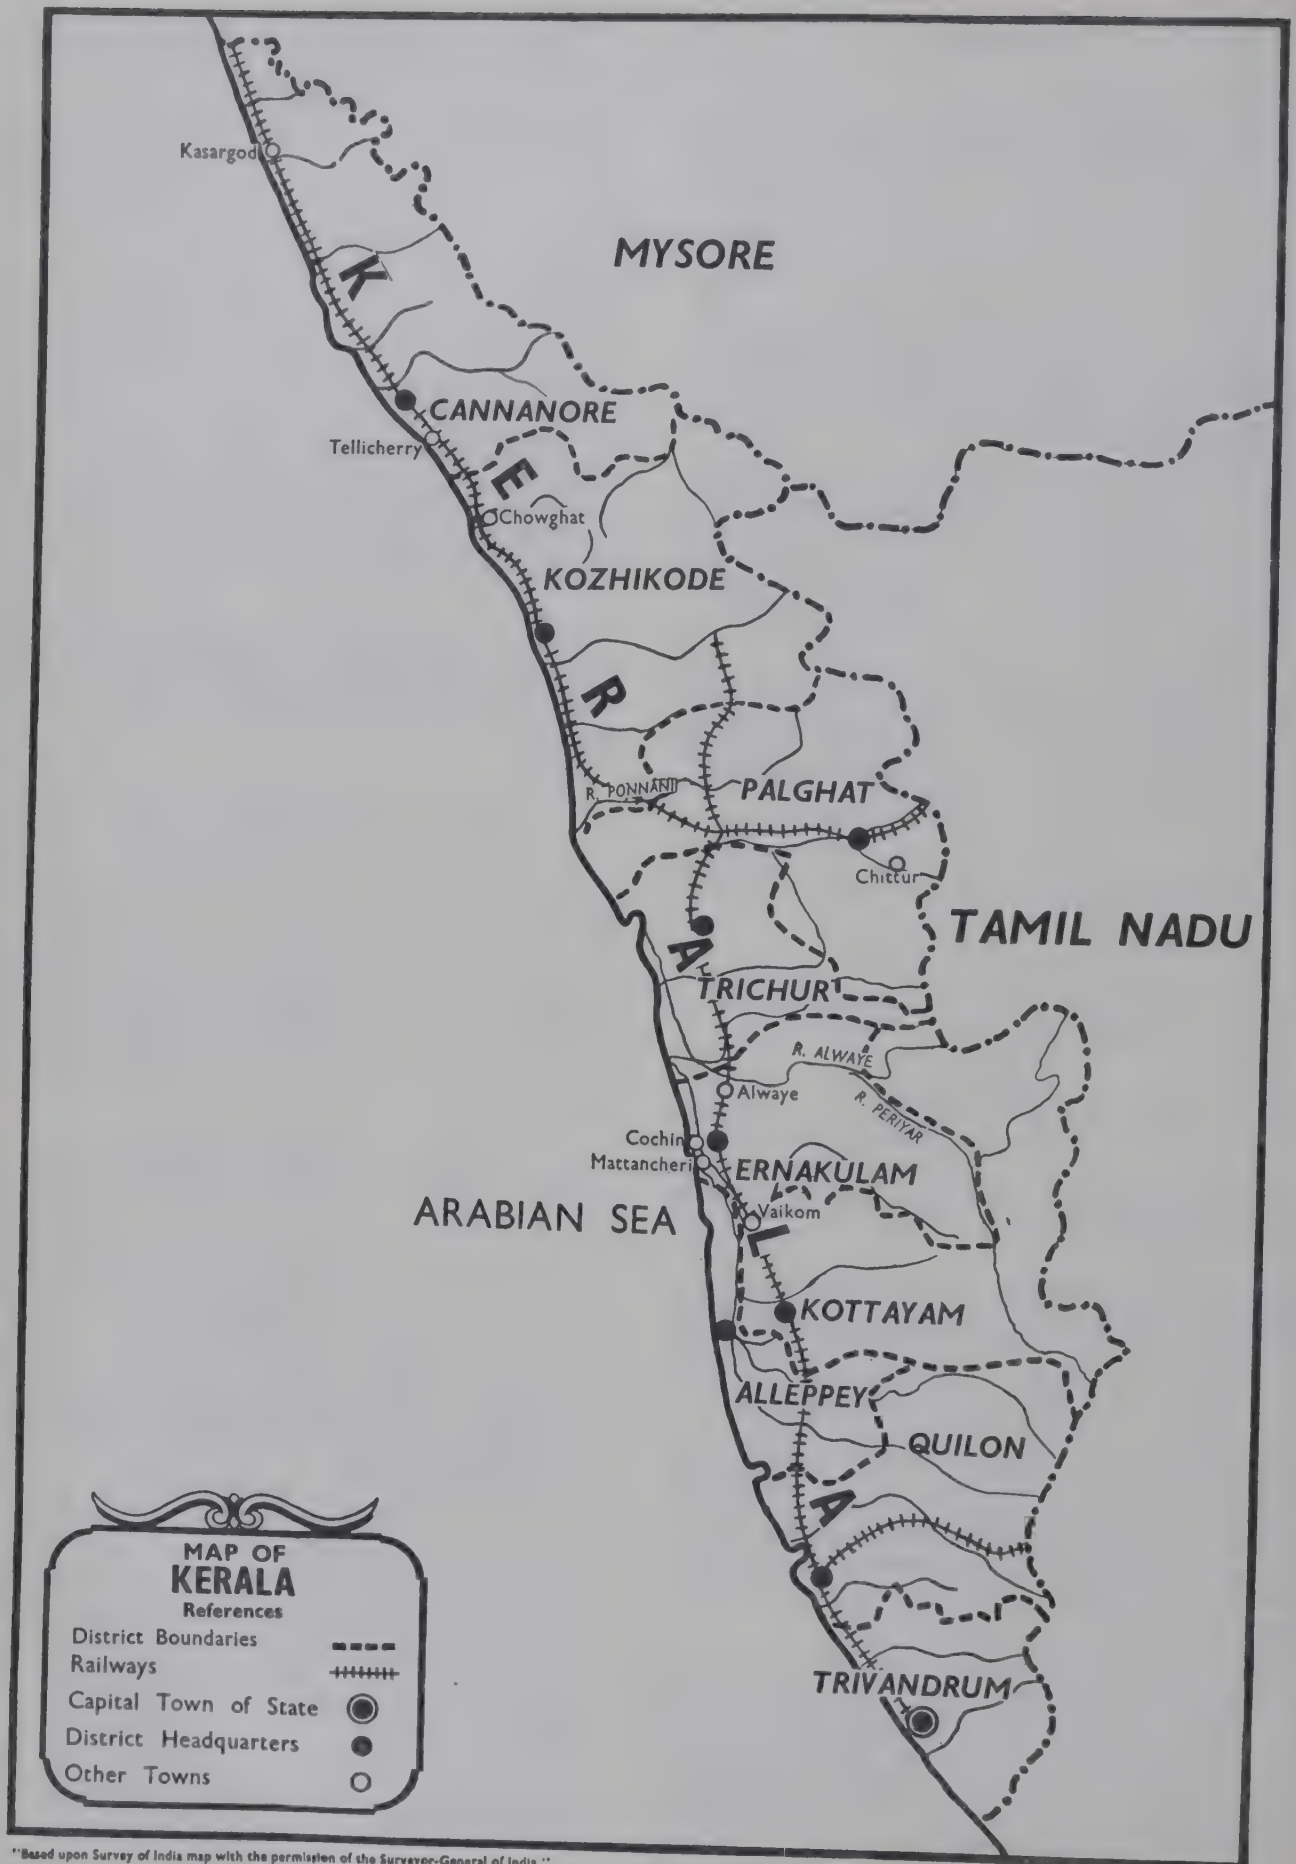 Kasargod
MYSORE
K
CANNANORE
Tellicherry
E
Chowghat
KOZHIKODE
R
R. PONNANI
PALGHAT
Chittur
TAMIL NADU
A
TRICHUR
R. ALWAYE
Alwaye
R. PERIYAR
Cochin
Mattancheri
ERNAKULAM
ARABIAN SEA
Vaikom
L
KOTTAYAM
ALLEPPEY
QUILON
A
TRIVANDRUM
MAP OF
KERALA
References
District Boundaries
Railways
Capital Town of State
District Headquarters
Other Towns
"Based upon Survey of India map with the permission of the Surveyor-General of India."